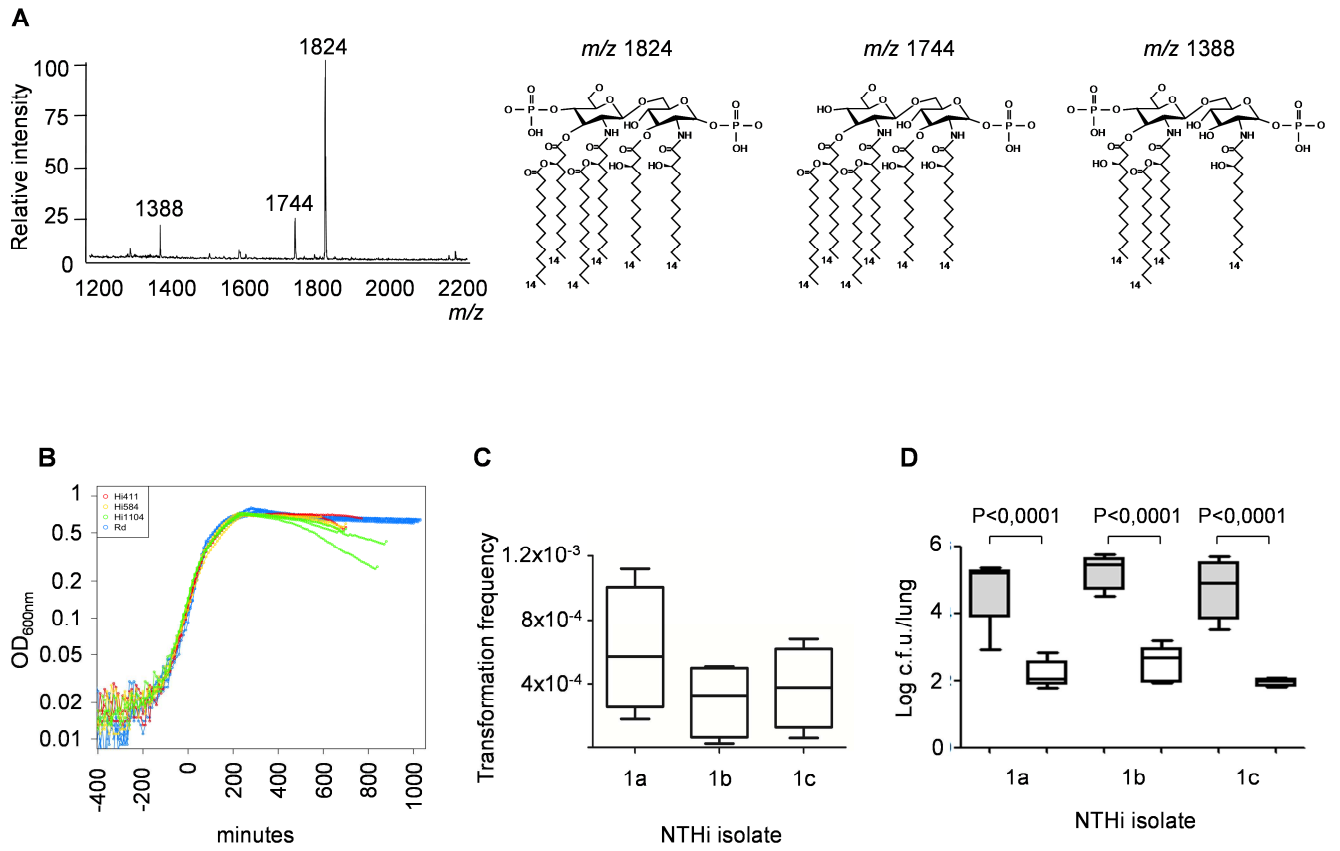 A
m/z 1824
m/z 1744
m/z 1388
Relative intensity
100
75
50
25
0
1824
1744
1388
1200 1400 1600 1800 2000 2200
m/z
B
OD600nm
1
0.5
0.2
0.1
0.05
0.02
0.01
Hi411
Hi584
Hi1104
Rd
-400 -200 0 200 400 600 800 1000
minutes
C
Transformation frequency
1.2x10-3
8x10-4
4x10-4
1a 1b 1c
NTHi isolate
D
P<0,0001 P<0,0001 P<0,0001
Log c.f.u./lung
6
4
2
0
1a 1b 1c
NTHi isolate